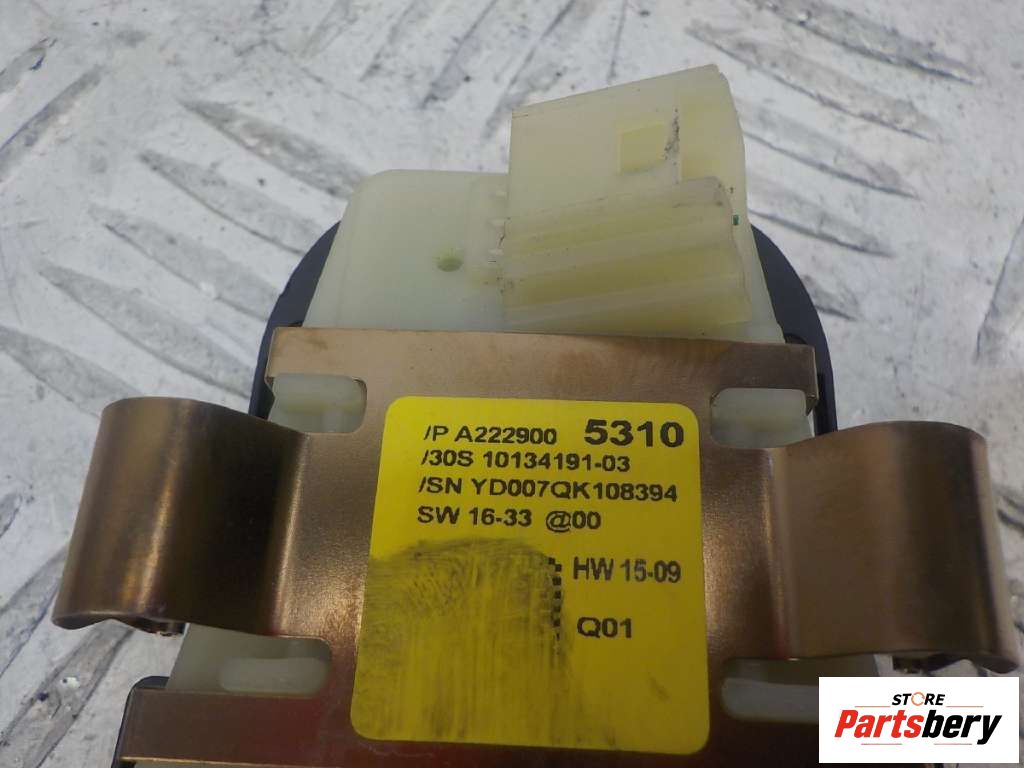 /P A222900 5310
/30S 10134191-03
/SN YD007QK108394
SW 16-33 @00
HW 15-09
Q01
STORE
Partsbery